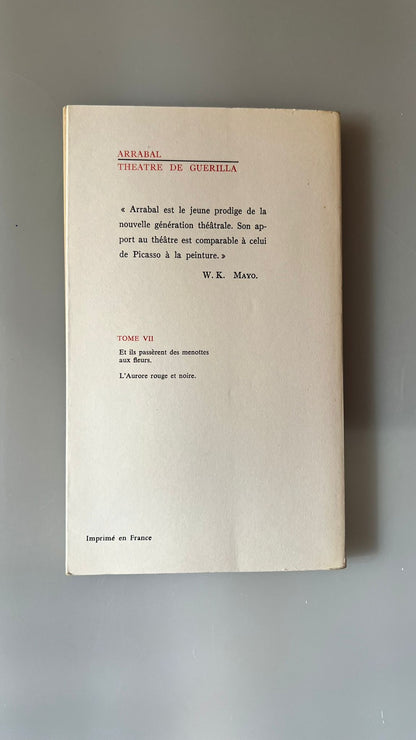 ARRABAL
THEATRE DE GUERILLA
« Arrabal est le jeune prodige de la
nouvelle génération théâtrale. Son ap-
port au théâtre est comparable à celui
de Picasso à la peinture. »
W. K. MAYO.
TOME VII
Et ils passèrent des menottes
aux fleurs.
L'Aurore rouge et noire.
Imprimé en France